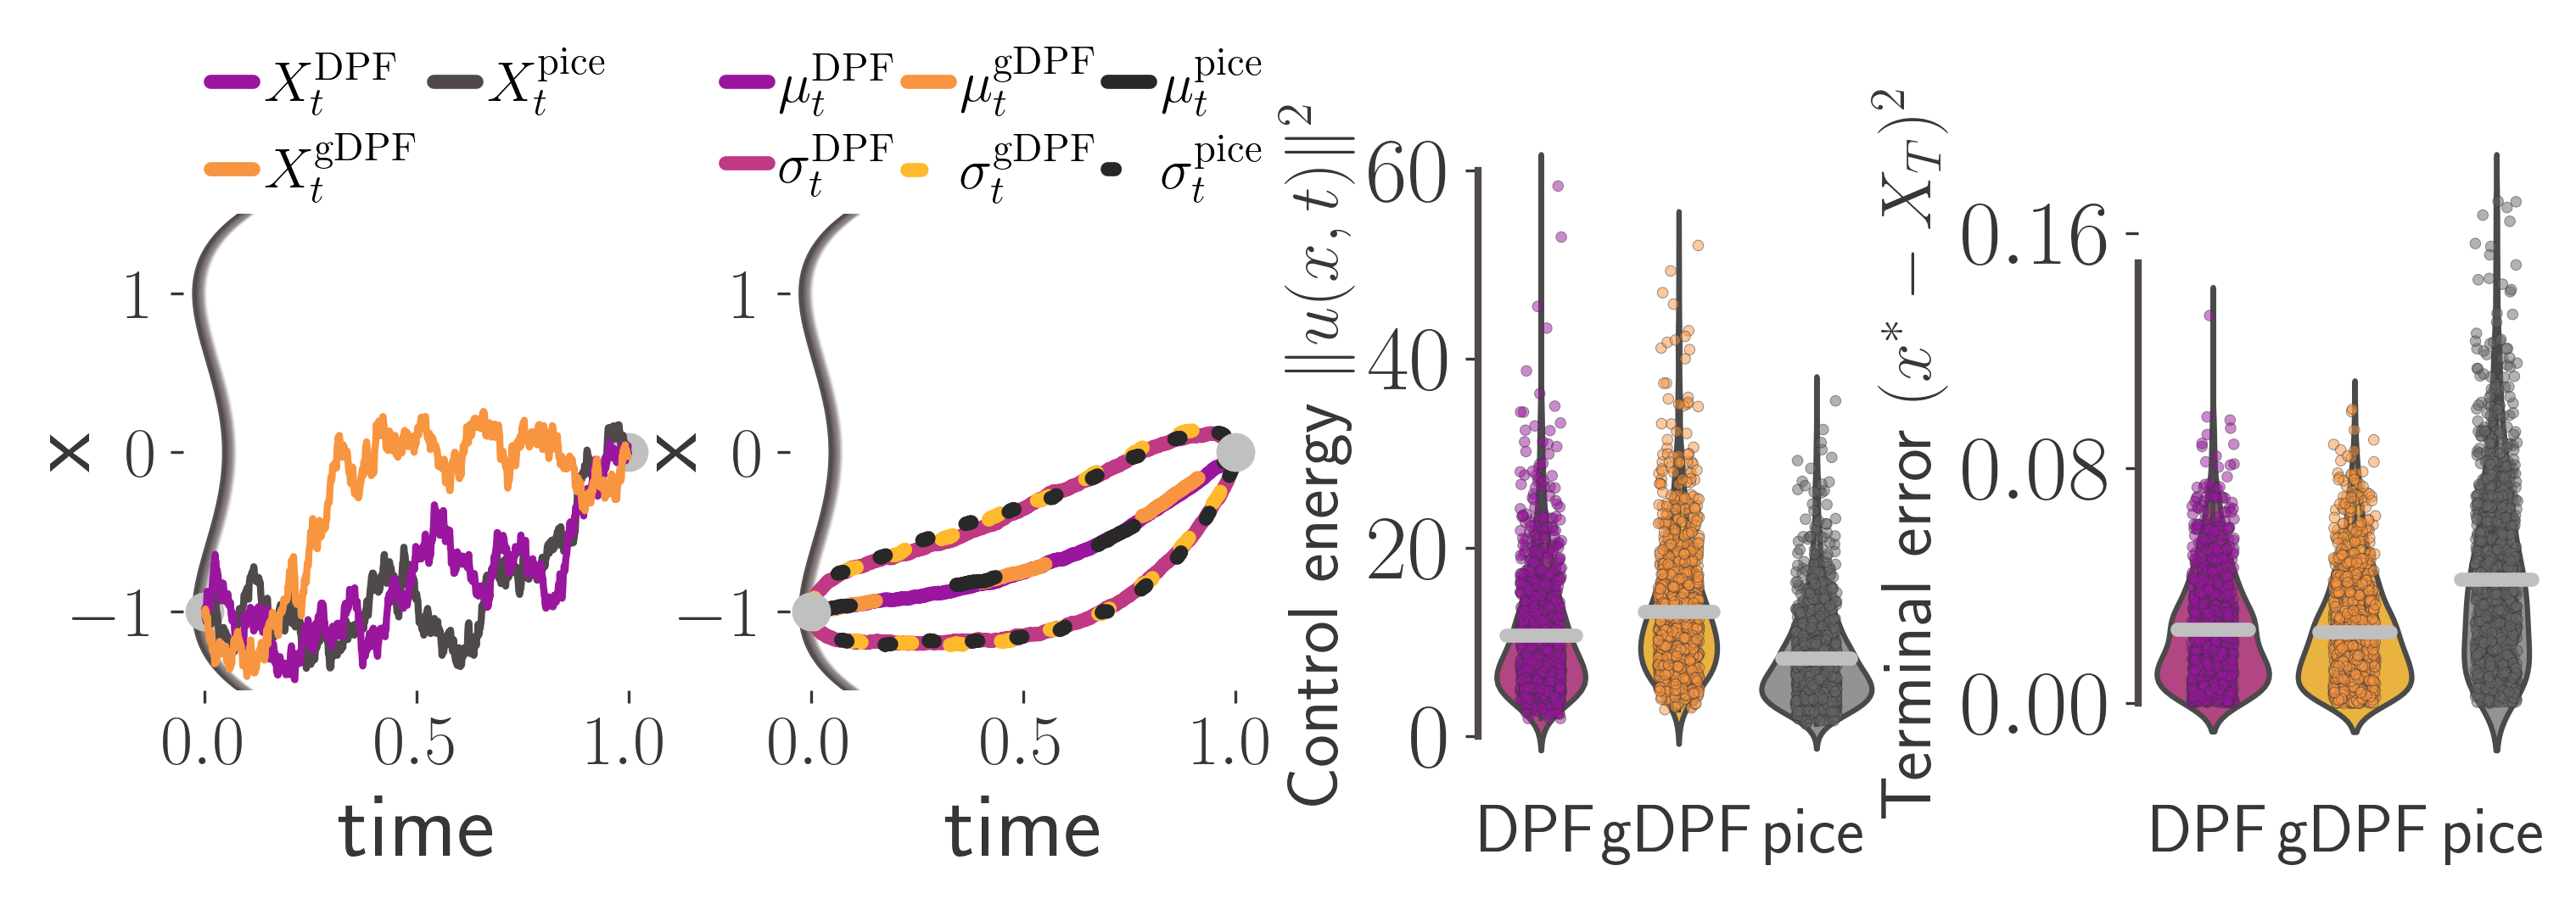 X_t^DPF X_t^pice
X_t^gDPF
x
1
0
−1
0.0 0.5 1.0
time
μ_t^DPF μ_t^gDPF μ_t^pice
σ_t^DPF σ_t^gDPF σ_t^pice
x
1
0
−1
0.0 0.5 1.0
time
Control energy ‖u(x, t)‖²
60
40
20
0
DPF gDPF pice
Terminal error (x* − X_T)²
0.16
0.08
0.00
DPF gDPF pice